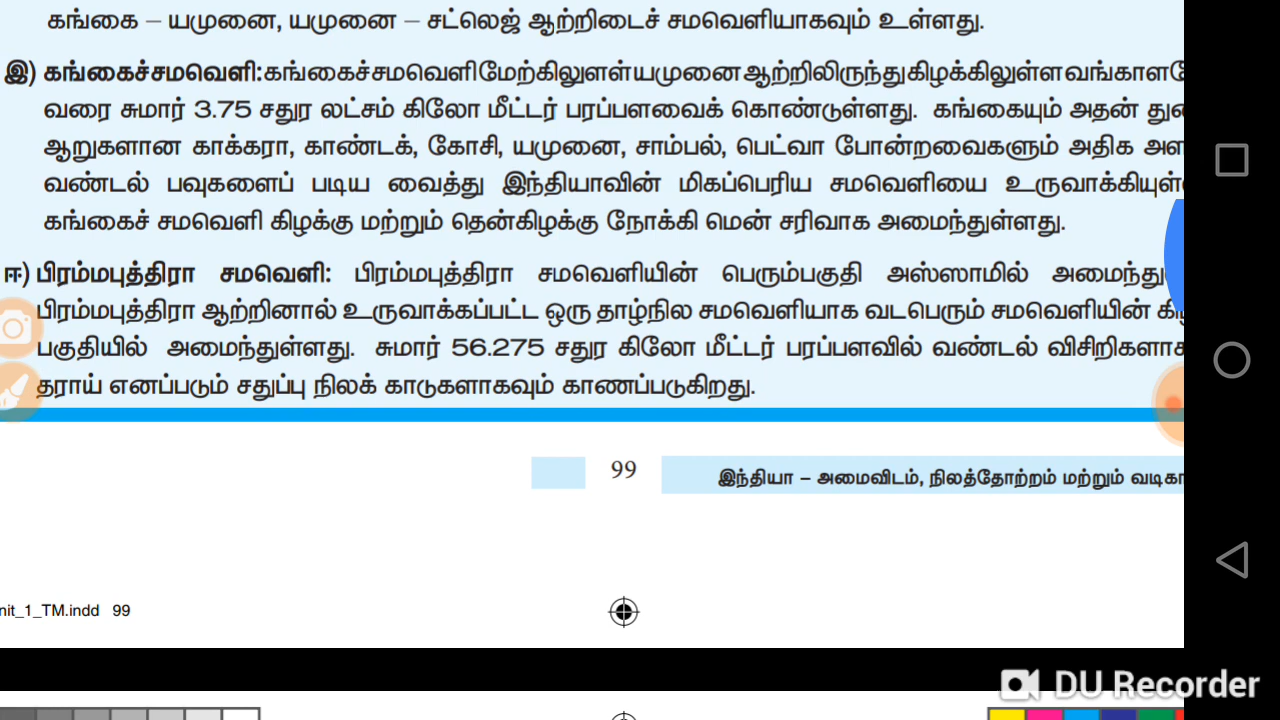 கங்கை – யமுனை, யமுனை – சட்லெஜ் ஆற்றிடைச் சமவெளியாகவும் உள்ளது.
இ) கங்கைச்சமவெளி:கங்கைச்சமவெளிமேற்கிலுளள்யமுனைஆற்றிலிருந்துகிழக்கிலுள்ளவங்காள
வரை சுமார் 3.75 சதுர லட்சம் கிலோ மீட்டர் பரப்பளவைக் கொண்டுள்ளது. கங்கையும் அதன்
ஆறுகளான காக்கரா, காண்டக், கோசி, யமுனை, சாம்பல், பெட்வா போன்றவைகளும் அதிக
வண்டல் பவுகளைப் படிய வைத்து இந்தியாவின் மிகப்பெரிய சமவெளியை
கங்கைச் சமவெளி கிழக்கு மற்றும் தென்கிழக்கு நோக்கி மென் சரிவாக அமைந்துள்ளது.
ஈ) பிரம்மபுத்திரா சமவெளி: பிரம்மபுத்திரா சமவெளியின் பெரும்பகுதி அஸ்ஸாமில்
பிரம்மபுத்திரா ஆற்றினால் உருவாக்கப்பட்ட ஒரு தாழ்நில சமவெளியாக வடபெரும் சமவெளியின்
பகுதியில் அமைந்துள்ளது. சுமார் 56.275 சதுர கிலோ மீட்டர் பரப்பளவில் வண்டல்
தராய் எனப்படும் சதுப்பு நிலக் காடுகளாகவும் காணப்படுகிறது.
99 இந்தியா – அமைவிடம், நிலத்தோற்றம் மற்றும்
nit_1_TM.indd 99
DU Recorder